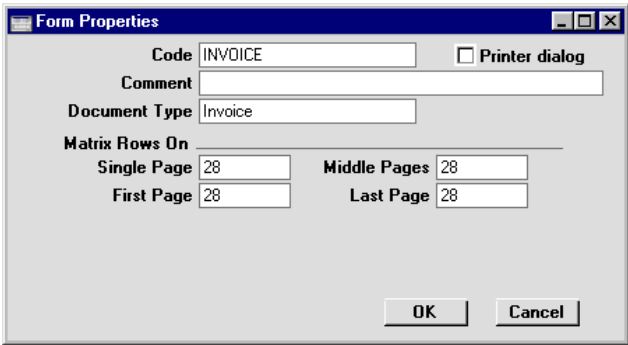 Form Properties
Code INVOICE Printer dialog
Comment
Document Type Invoice
Matrix Rows On
Single Page 28 Middle Pages 28
First Page 28 Last Page 28
OK Cancel